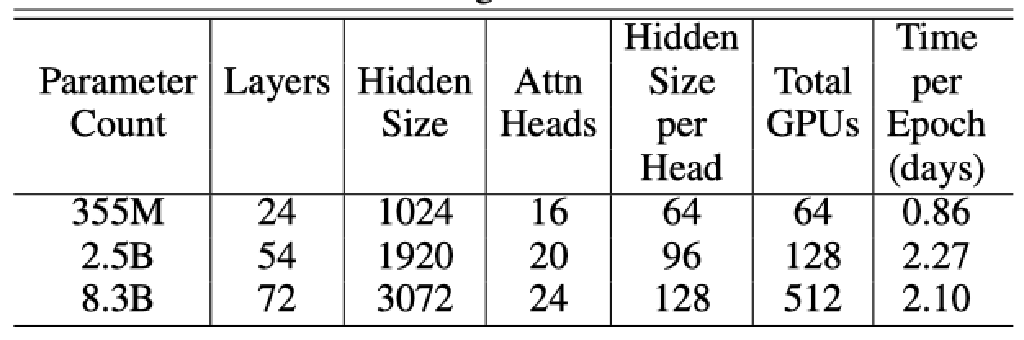 Parameter Count Layers Hidden Size Attn Heads Hidden Size per Head Total GPUs Time per Epoch (days)
355M 24 1024 16 64 64 0.86
2.5B 54 1920 20 96 128 2.27
8.3B 72 3072 24 128 512 2.10